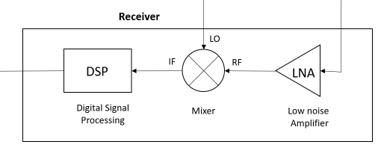 Receiver
LO
DSP
IF
RF
LNA
Digital Signal
Processing
Mixer
Low noise
Amplifier